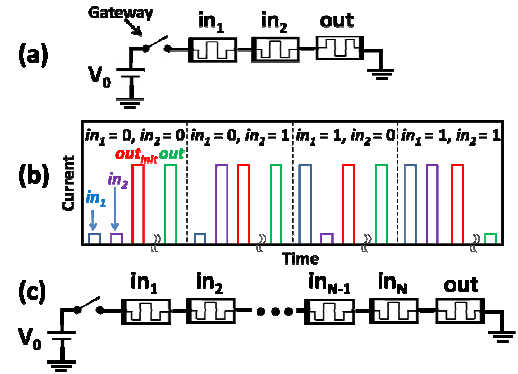 Gateway
in1 in2 out
(a)
V0
in1 = 0, in2 = 0 in1 = 0, in2 = 1 in1 = 1, in2 = 0 in1 = 1, in2 = 1
outinit out
in2
in1
(b)
Current
Time
(c)
in1 in2 inN-1 inN out
V0